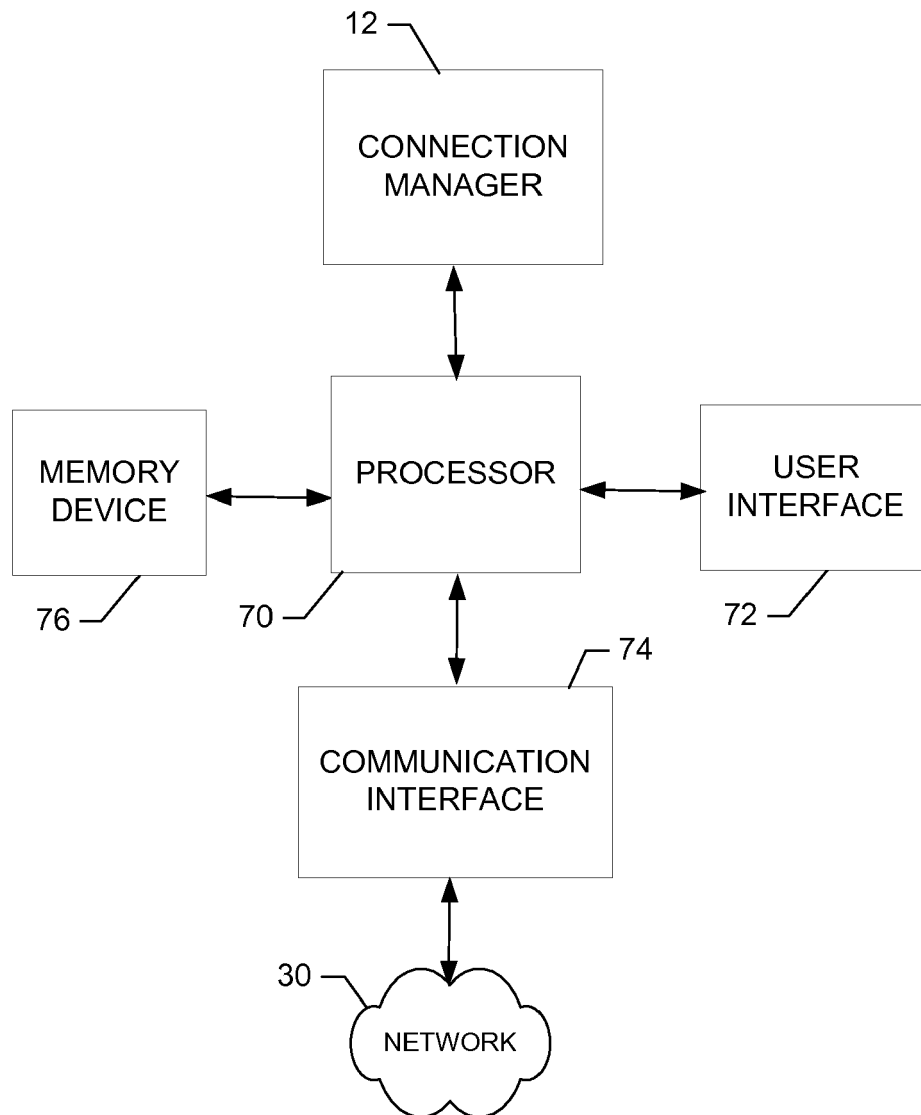 12
CONNECTION
MANAGER
MEMORY
DEVICE
PROCESSOR
USER
INTERFACE
76
70
72
74
COMMUNICATION
INTERFACE
30
NETWORK